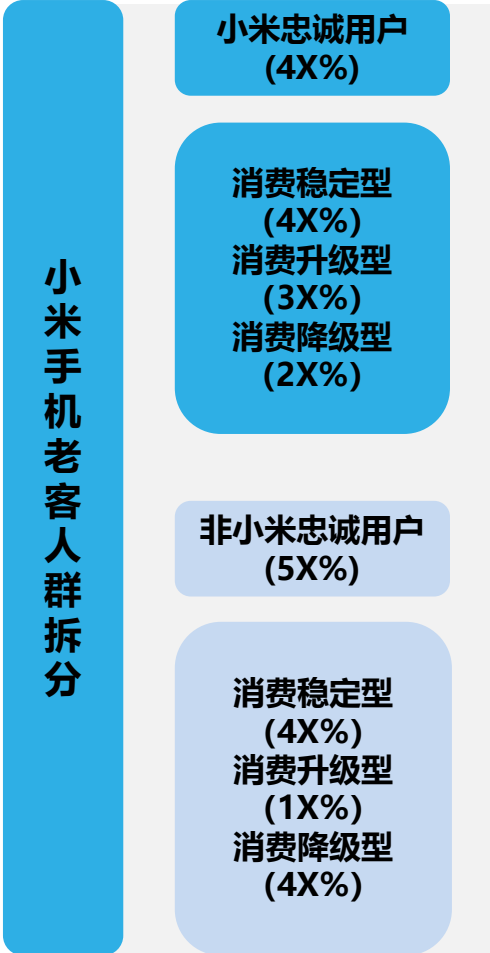 小米手机老客人群拆分
小米忠诚用户
(4X%)
消费稳定型
(4X%)
消费升级型
(3X%)
消费降级型
(2X%)
非小米忠诚用户
(5X%)
消费稳定型
(4X%)
消费升级型
(1X%)
消费降级型
(4X%)